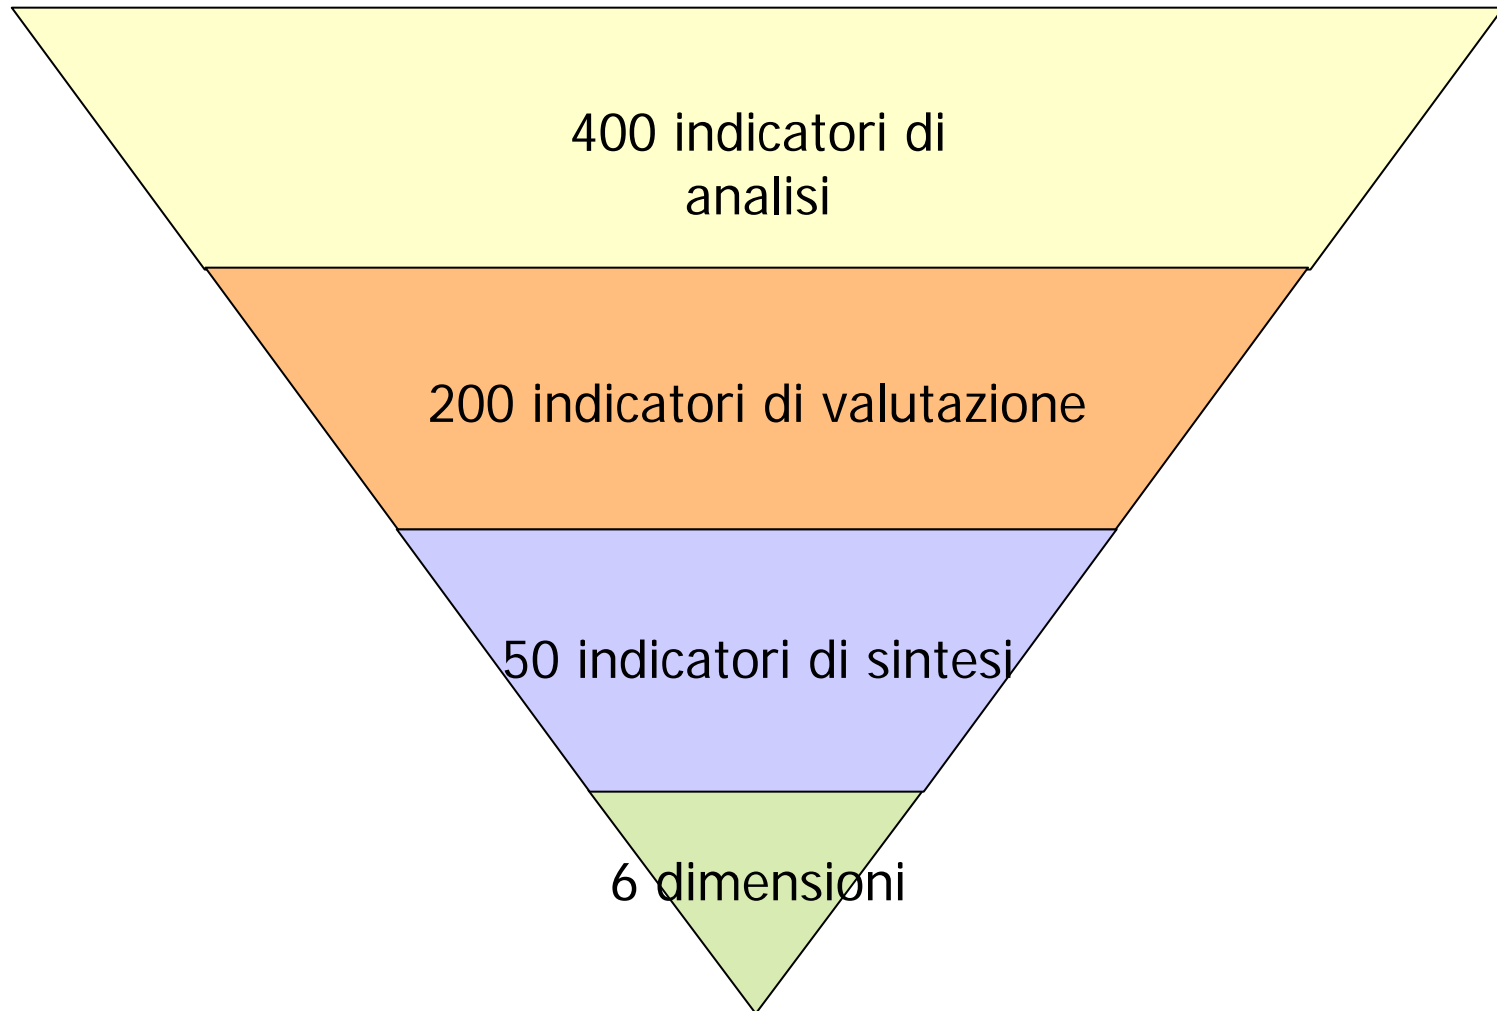 400 indicatori di
analisi
200 indicatori di valutazione
50 indicatori di sintesi
6 dimensioni